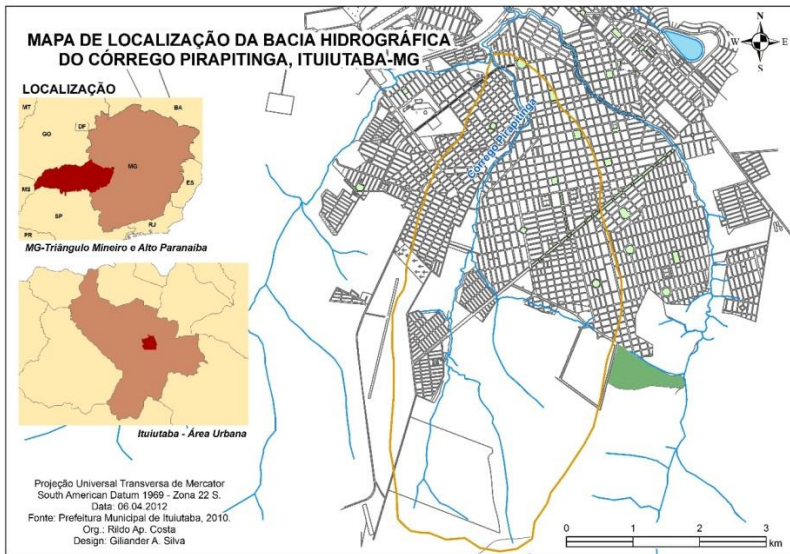 MAPA DE LOCALIZAÇÃO DA BACIA HIDROGRÁFICA
DO CÓRREGO PIRAPITINGA, ITUIUTABA-MG
N
W
E
S
LOCALIZAÇÃO
MT
BA
GO
DF
MG
MS
ES
SP
RJ
PR
MG-Triângulo Mineiro e Alto Paranaíba
Córrego Pirapitinga
Ituiutaba - Área Urbana
Projeção Universal Transversa de Mercator
South American Datum 1969 - Zona 22 S.
Data: 06.04.2012
Fonte: Prefeitura Municipal de Ituiutaba, 2010.
Org.: Rildo Ap. Costa
Design: Giliander A. Silva
0 1 2 3
km